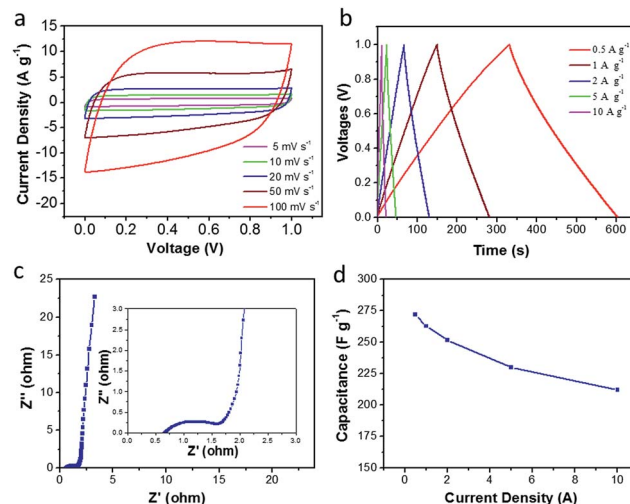 a
Current Density (A g⁻¹)
15
10
5
0
-5
-10
-15
-20
5 mV s⁻¹
10 mV s⁻¹
20 mV s⁻¹
50 mV s⁻¹
100 mV s⁻¹
0.0 0.2 0.4 0.6 0.8 1.0
Voltage (V)
b
Voltages (V)
1.0
0.8
0.6
0.4
0.2
0.0
0.5 A g⁻¹
1 A g⁻¹
2 A g⁻¹
5 A g⁻¹
10 A g⁻¹
0 100 200 300 400 500 600
Time (s)
c
Z'' (ohm)
25
20
15
10
5
0
0 5 10 15 20
Z' (ohm)
Z'' (ohm)
3.0
2.5
2.0
1.5
1.0
0.5
0.0
0.0 0.5 1.0 1.5 2.0 2.5 3.0
Z' (ohm)
d
Capacitance (F g⁻¹)
300
275
250
225
200
175
150
0 2 4 6 8 10
Current Density (A)